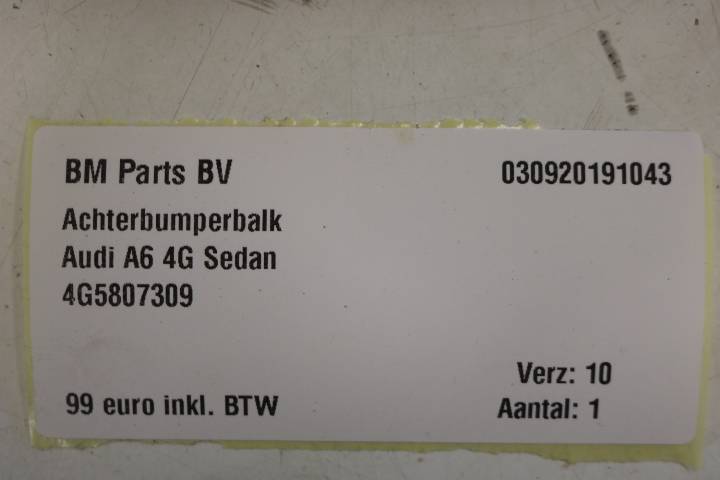 BM Parts BV 030920191043
Achterbumperbalk
Audi A6 4G Sedan
4G5807309
Verz: 10
99 euro inkl. BTW Aantal: 1